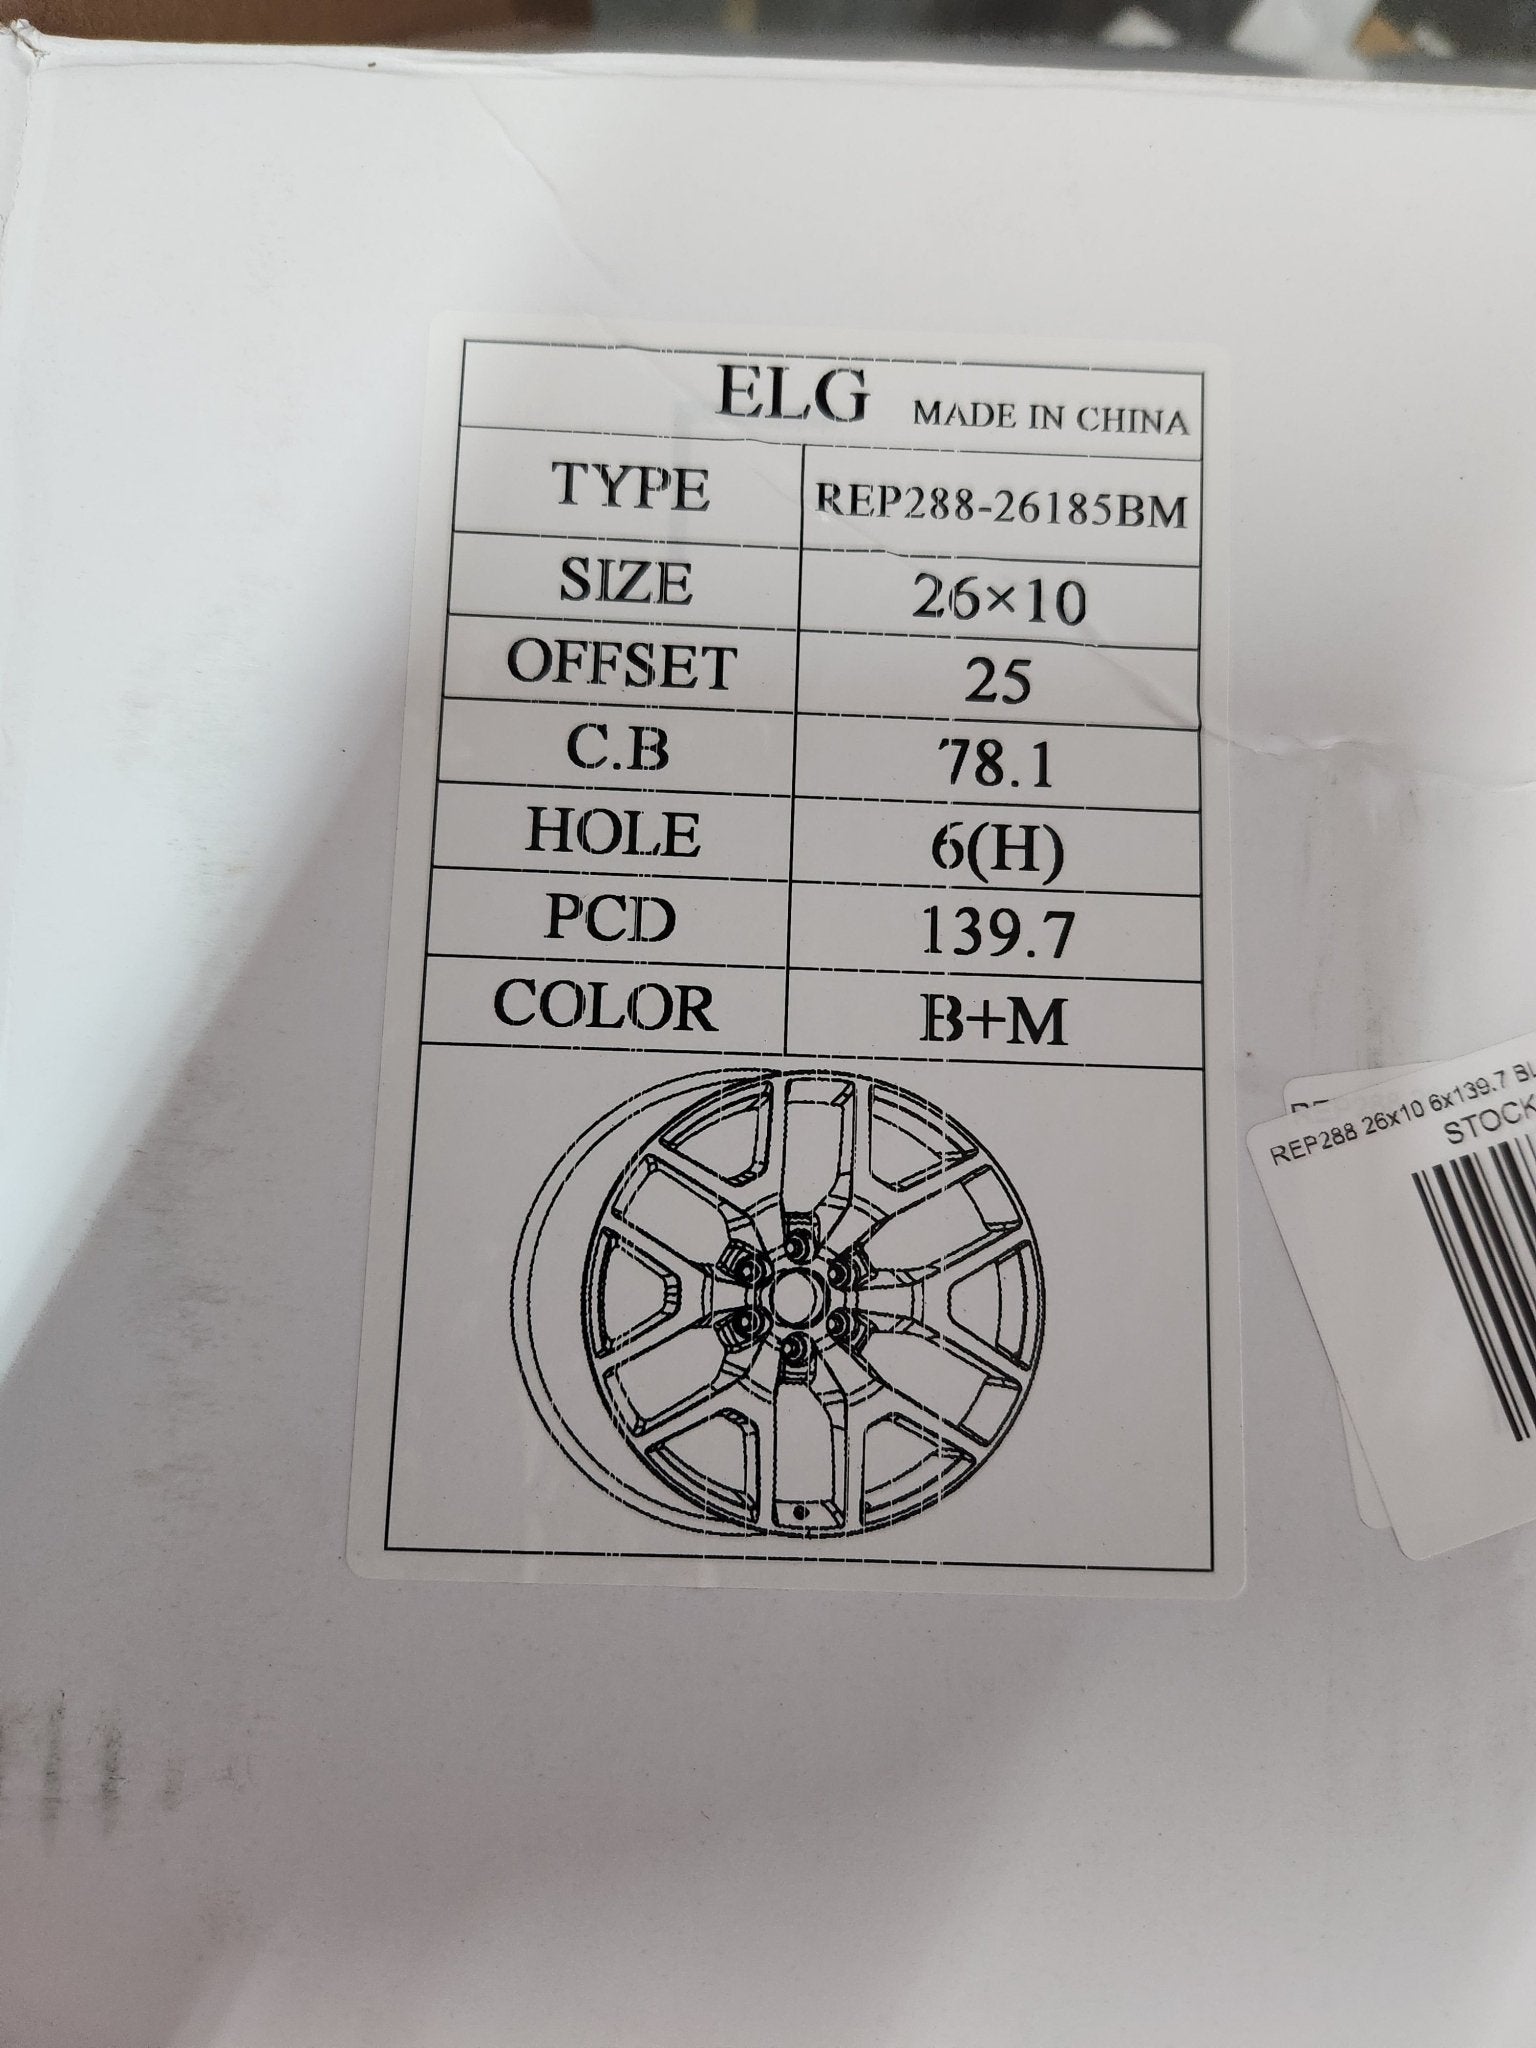 ELG MADE IN CHINA
TYPE REP288-26185BM
SIZE 26×10
OFFSET 25
C.B 78.1
HOLE 6(H)
PCD 139.7
COLOR B+M
REP288 26x10 6x139.7
STOCK